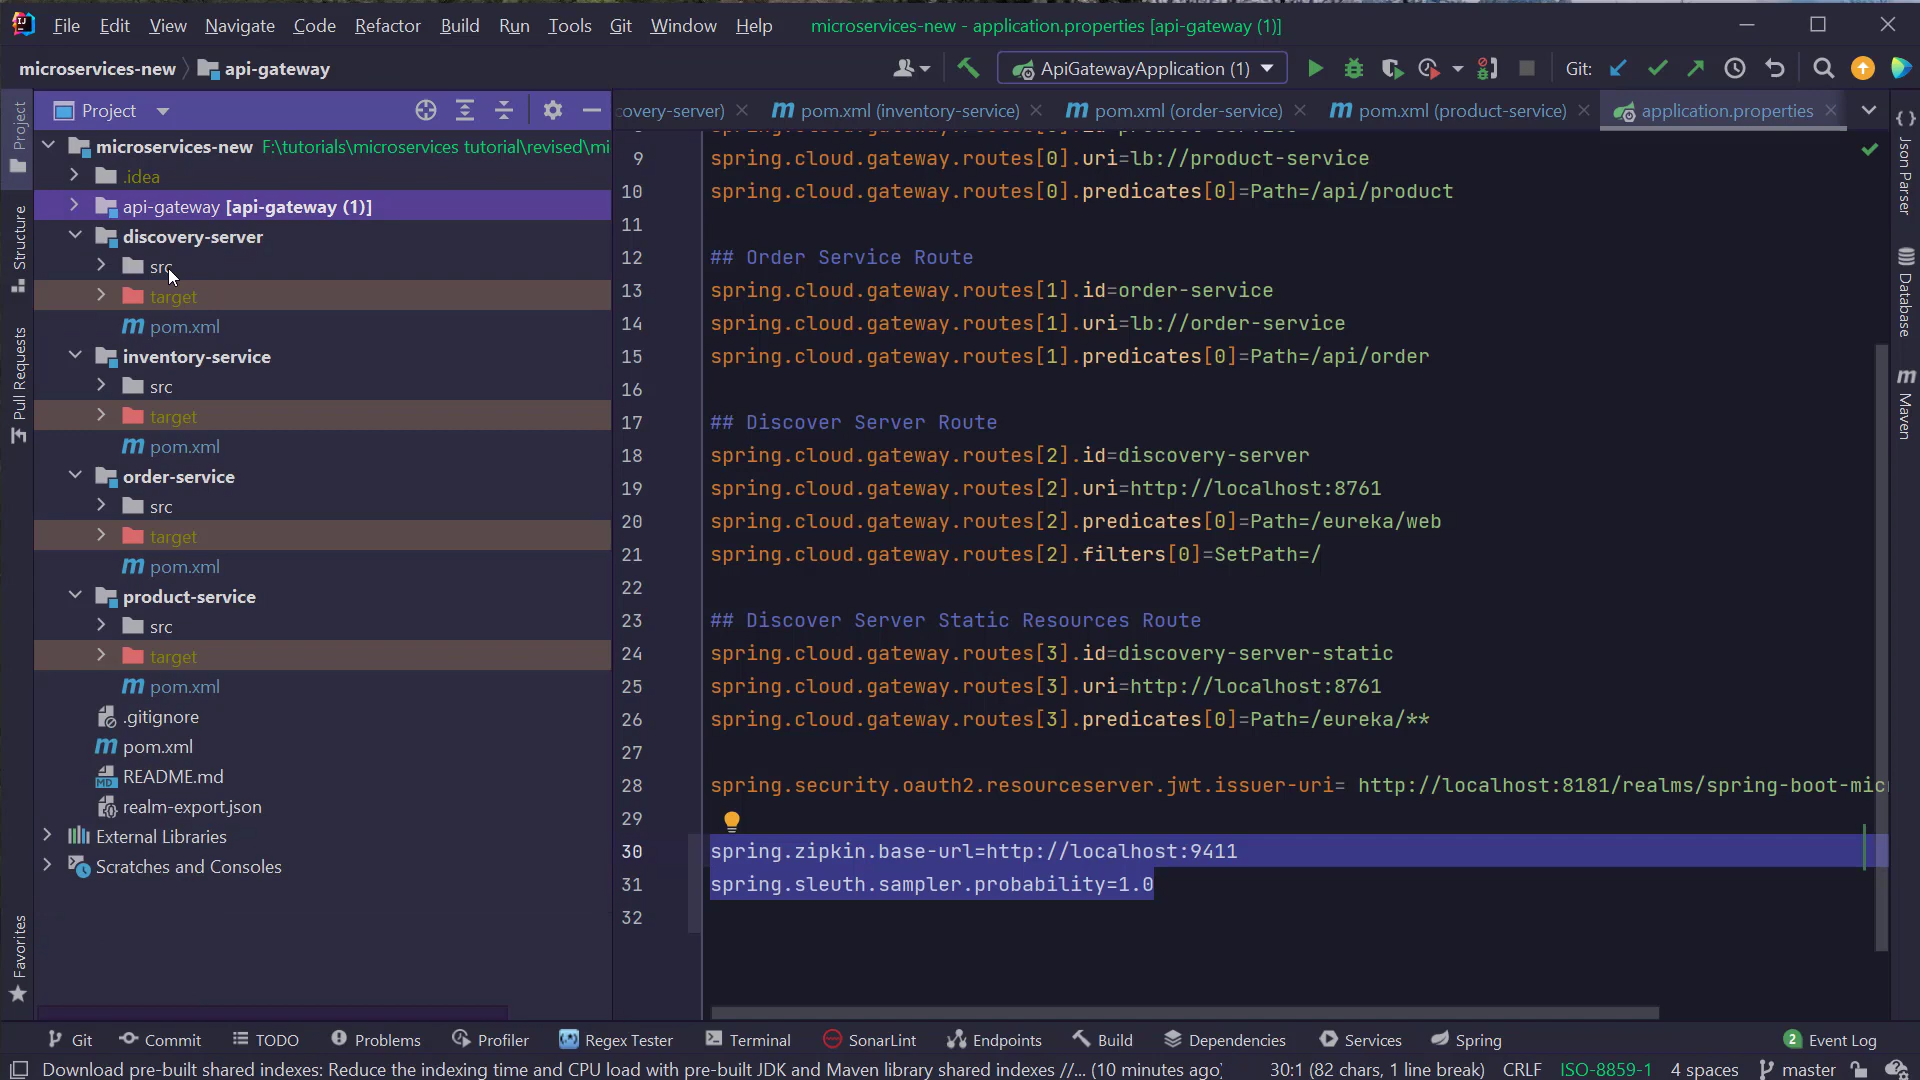 File Edit View Navigate Code Refactor Build Run Tools Git Window Help microservices-new - application.properties [api-gateway (1)]
microservices-new api-gateway ApiGatewayApplication (1) Git:
Project
covery-server) pom.xml (inventory-service) pom.xml (order-service) pom.xml (product-service) application.properties
Project
Structure
Pull Requests
Favorites
microservices-new F:\tutorials\microservices tutorial\revised\mi
.idea
api-gateway [api-gateway (1)]
discovery-server
src
target
pom.xml
inventory-service
src
target
pom.xml
order-service
src
target
pom.xml
product-service
src
target
pom.xml
.gitignore
pom.xml
README.md
realm-export.json
External Libraries
Scratches and Consoles
9 spring.cloud.gateway.routes[0].uri=lb://product-service
10 spring.cloud.gateway.routes[0].predicates[0]=Path=/api/product
11
12 ## Order Service Route
13 spring.cloud.gateway.routes[1].id=order-service
14 spring.cloud.gateway.routes[1].uri=lb://order-service
15 spring.cloud.gateway.routes[1].predicates[0]=Path=/api/order
16
17 ## Discover Server Route
18 spring.cloud.gateway.routes[2].id=discovery-server
19 spring.cloud.gateway.routes[2].uri=http://localhost:8761
20 spring.cloud.gateway.routes[2].predicates[0]=Path=/eureka/web
21 spring.cloud.gateway.routes[2].filters[0]=SetPath=/
22
23 ## Discover Server Static Resources Route
24 spring.cloud.gateway.routes[3].id=discovery-server-static
25 spring.cloud.gateway.routes[3].uri=http://localhost:8761
26 spring.cloud.gateway.routes[3].predicates[0]=Path=/eureka/**
27
28 spring.security.oauth2.resourceserver.jwt.issuer-uri= http://localhost:8181/realms/spring-boot-mic
29
30 spring.zipkin.base-url=http://localhost:9411
31 spring.sleuth.sampler.probability=1.0
32
Json Parser
Database
Maven
Git Commit TODO Problems Profiler Regex Tester Terminal SonarLint Endpoints Build Dependencies Services Spring 2 Event Log
Download pre-built shared indexes: Reduce the indexing time and CPU load with pre-built JDK and Maven library shared indexes //... (10 minutes ago) 30:1 (82 chars, 1 line break) CRLF ISO-8859-1 4 spaces master